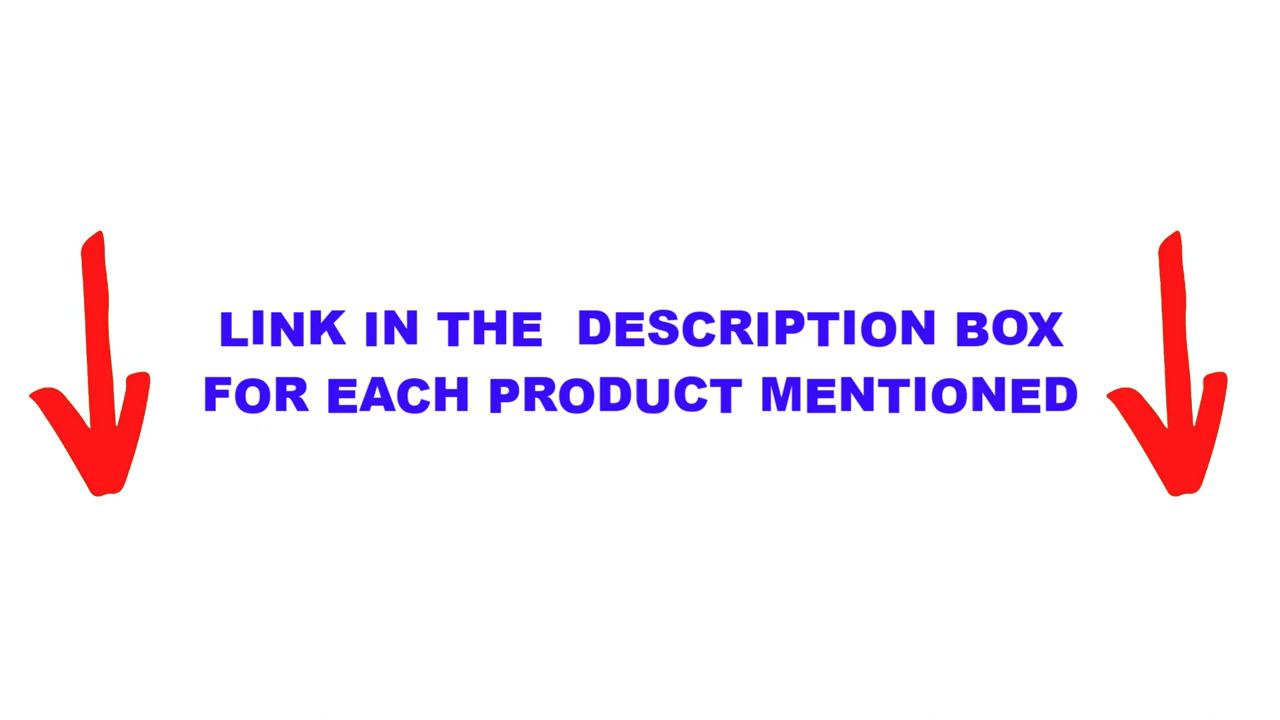 LINK IN THE DESCRIPTION BOX
FOR EACH PRODUCT MENTIONED